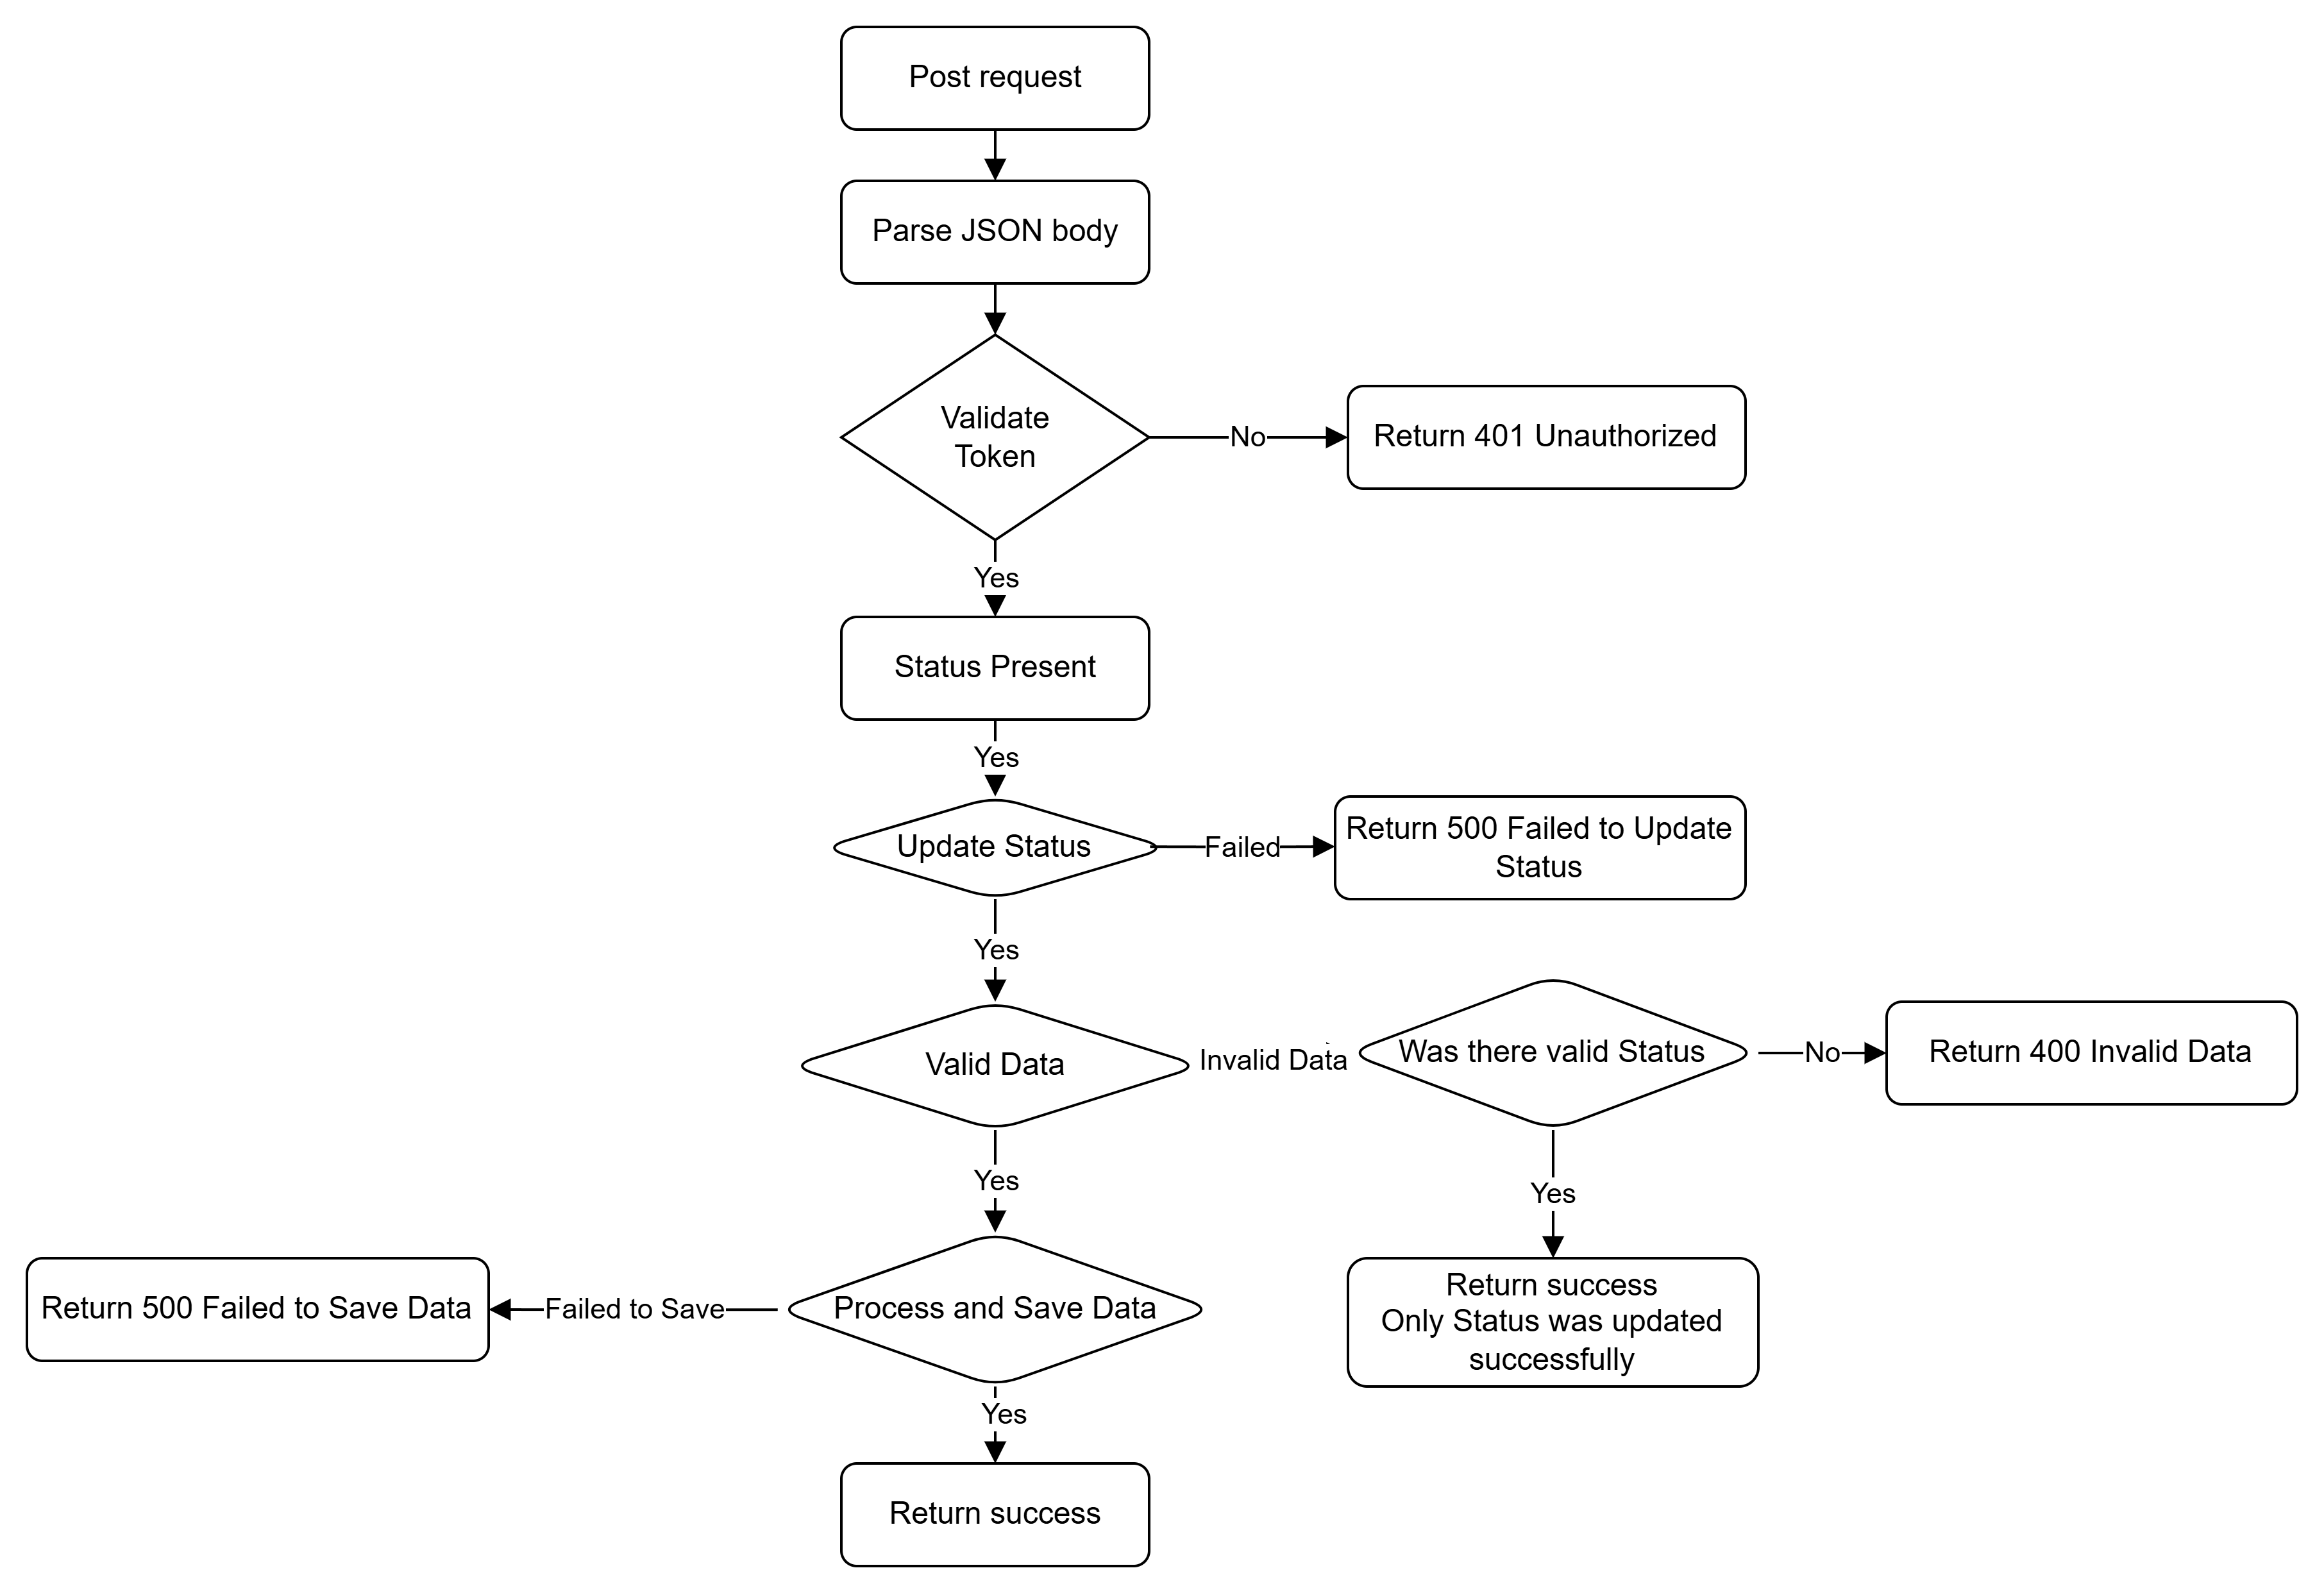 Post request
Parse JSON body
Validate
Token
No
Return 401 Unauthorized
Yes
Status Present
Yes
Update Status
Failed
Return 500 Failed to Update
Status
Yes
Valid Data
Invalid Data
Was there valid Status
No
Return 400 Invalid Data
Yes
Yes
Return 500 Failed to Save Data
Failed to Save
Process and Save Data
Return success
Only Status was updated
successfully
Yes
Return success